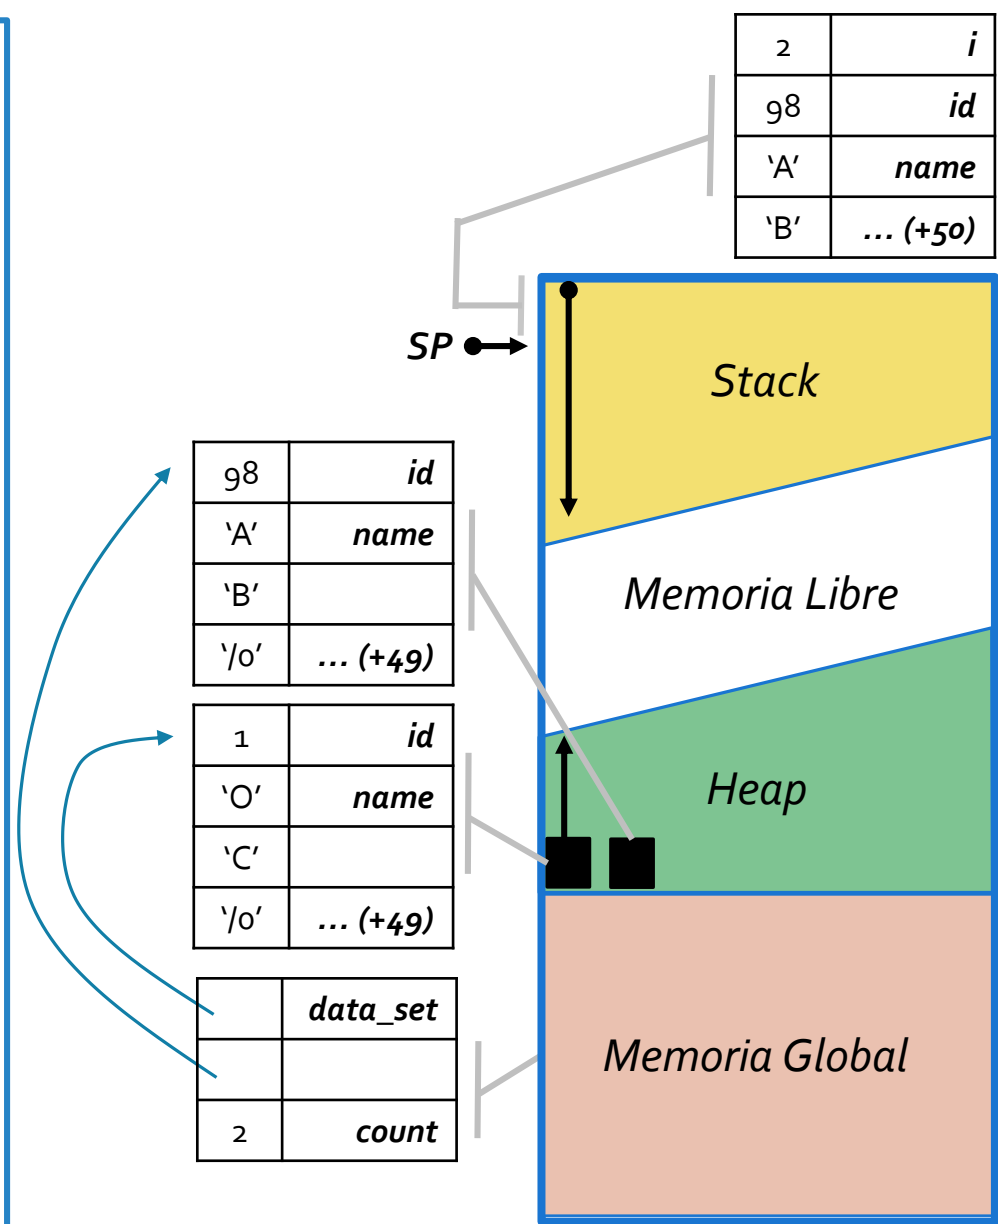 2 i
98 id
‘A’ name
‘B’ ... (+50)
SP
Stack
98 id
‘A’ name
‘B’
‘/0’ ... (+49)
Memoria Libre
1 id
‘O’ name
‘C’
‘/0’ ... (+49)
Heap
data_set
2 count
Memoria Global